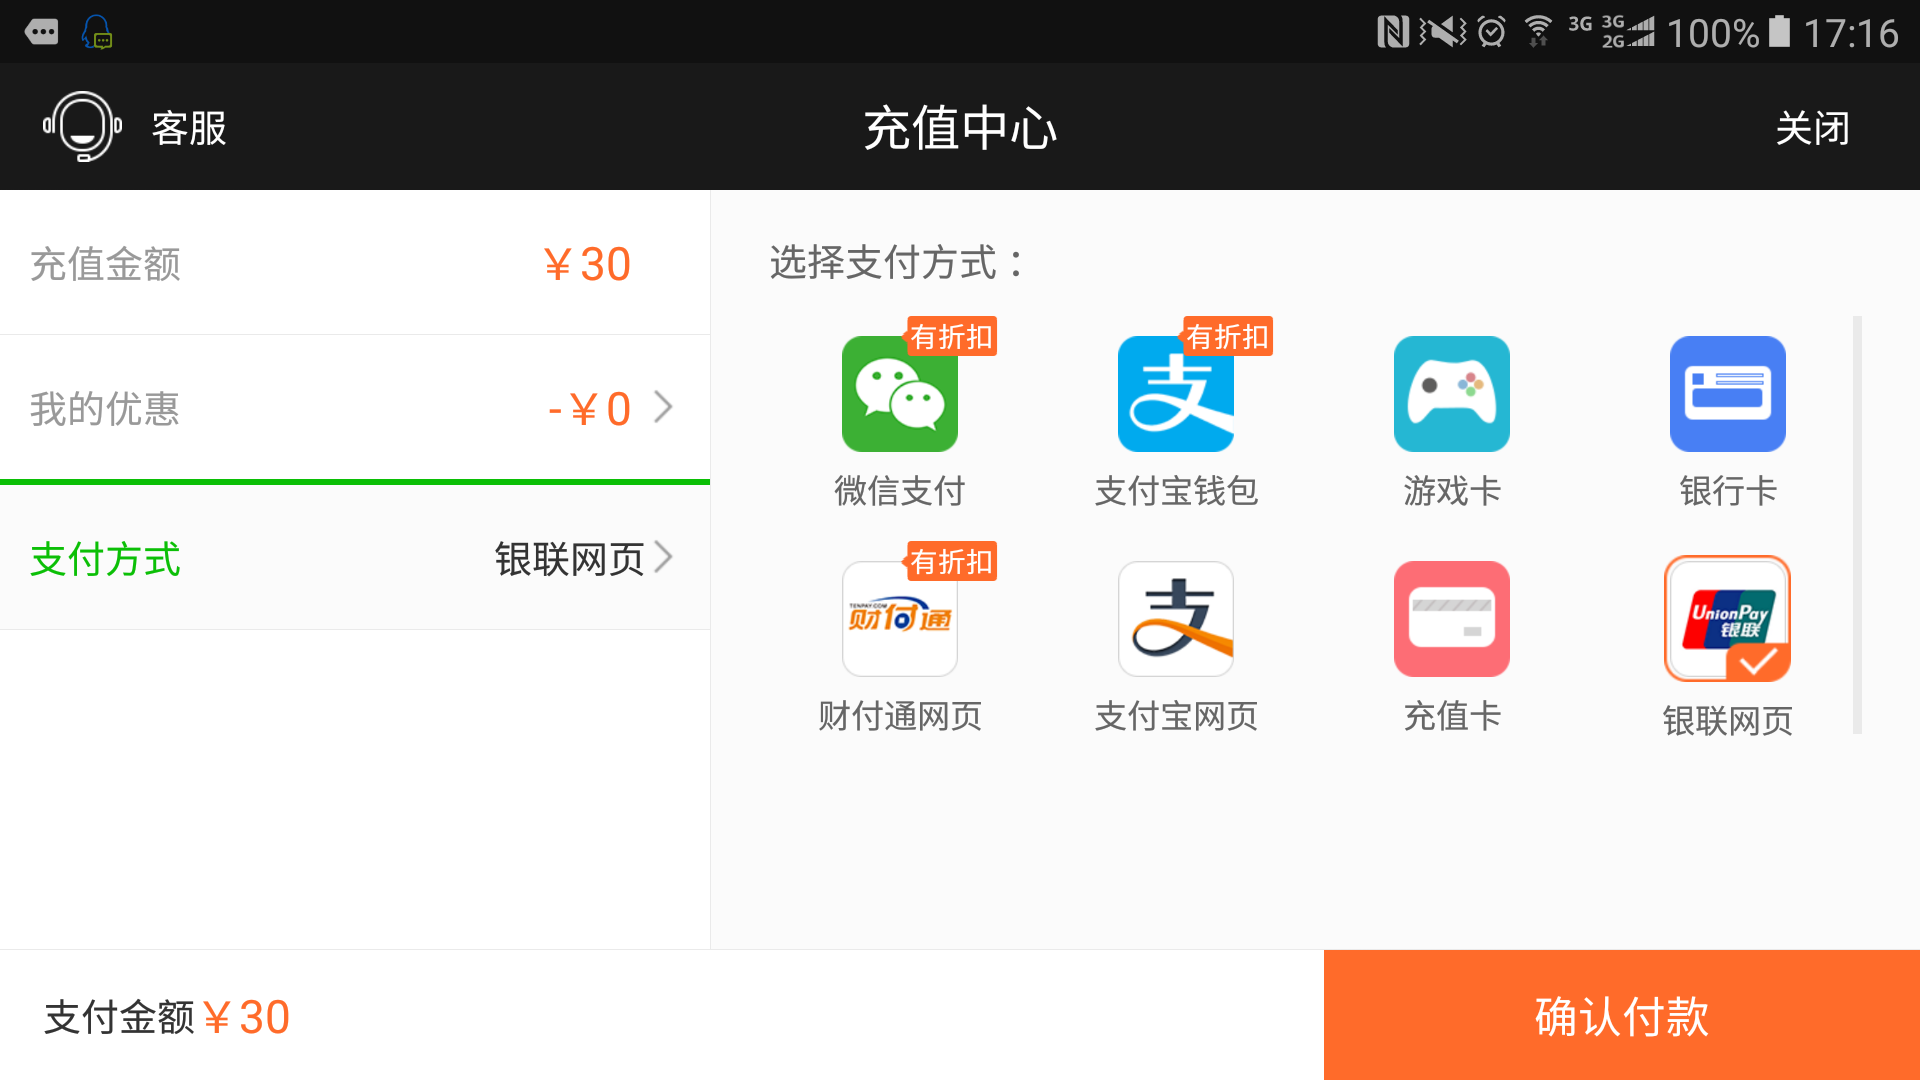 3G 3G 2G 100% 17:16
客服 充值中心 关闭
充值金额 ￥30
我的优惠 -￥0
支付方式 银联网页
选择支付方式：
有折扣 有折扣
微信支付 支付宝钱包 游戏卡 银行卡
有折扣
TENPAY.COM 财付通 UnionPay 银联
财付通网页 支付宝网页 充值卡 银联网页
支付金额￥30 确认付款